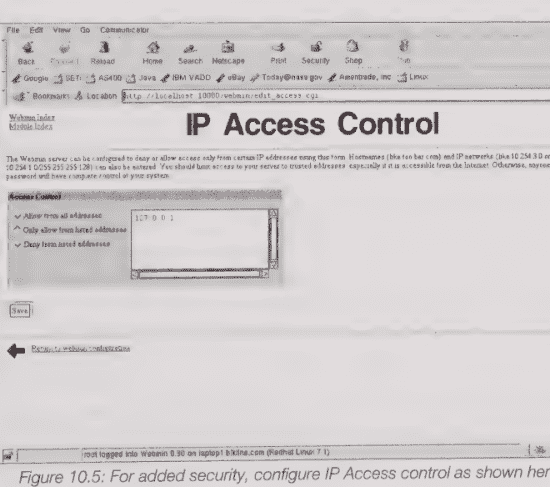 File Edit View Go Communicator
Back Reload Home Search Netscape Print Security Shop
Google SETI AS400 Java IBM VADD eBay Today@nasa gov Ameritrade, Inc Linux
Bookmarks Location http //localhost 10000/webmin/edit_access cgi
Webmin Index
Module Index
IP Access Control
The Webmin server can be configured to deny or allow access only from certain IP addresses using this form. Hostnames (like foo bar com) and IP networks (like 10 254 3 0 or
10 254 1 0/255 255 255 128) can also be entered. You should limit access to your server to trusted addresses especially if it is accessible from the Internet. Otherwise, anyone
password will have complete control of your system.
Access Control
Allow from all addresses
Only allow from listed addresses
Deny from listed addresses
127 0 0 1
Save
Return to webmin configuration
root logged into Webmin 0.90 on laptop1 (Redhat Linux 7 1)
Figure 10.5: For added security, configure IP Access control as shown her